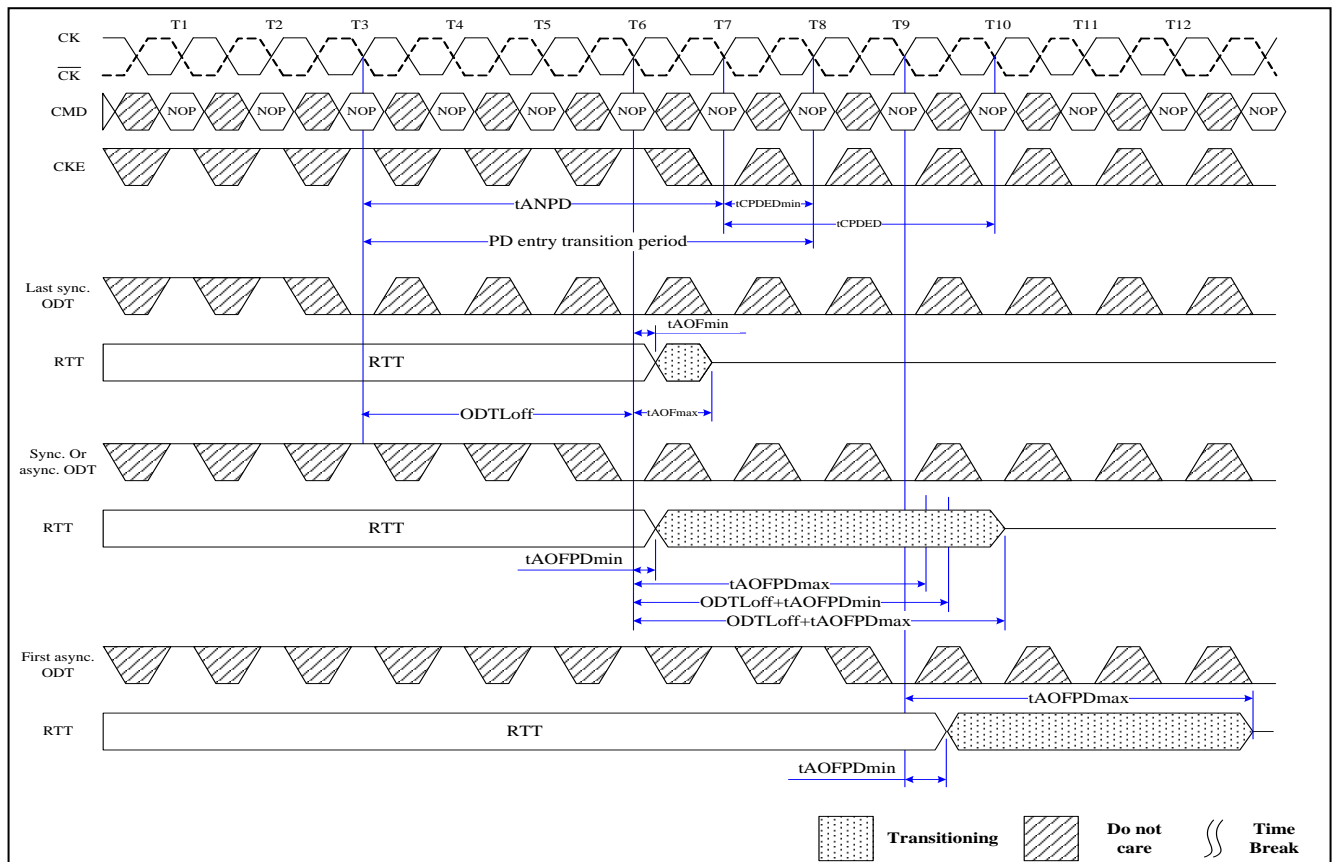 T1 T2 T3 T4 T5 T6 T7 T8 T9 T10 T11 T12
CK
CK
CMD NOP NOP NOP NOP NOP NOP NOP NOP NOP NOP NOP NOP NOP
CKE
tANPD tCPDEDmin
tCPDED
PD entry transition period
Last sync.
ODT
tAOFmin
RTT RTT
ODTLoff tAOFmax
Sync. Or
async. ODT
RTT RTT
tAOFPDmin
tAOFPDmax
ODTLoff+tAOFPDmin
ODTLoff+tAOFPDmax
First async.
ODT
tAOFPDmax
RTT RTT
tAOFPDmin
Transitioning
Do not
care
Time
Break